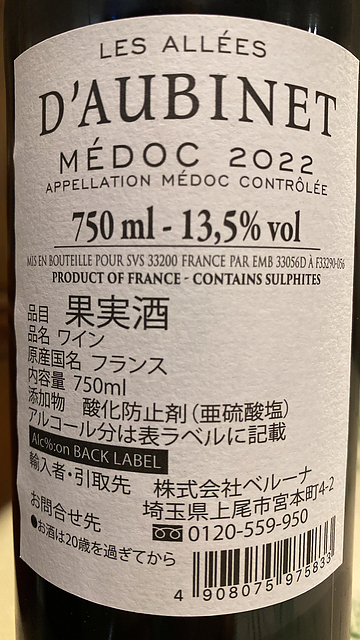 LES ALLÉES
D'AUBINET
MÉDOC 2022
APPELLATION MÉDOC CONTRÔLÉE
750 ml - 13,5% vol
MIS EN BOUTEILLE POUR SVS 33200 FRANCE PAR EMB 33056D À F33290-056
PRODUCT OF FRANCE - CONTAINS SULPHITES
品目 果実酒
品名 ワイン
原産国名 フランス
内容量 750ml
添加物 酸化防止剤(亜硫酸塩)
アルコール分は表ラベルに記載
Alc%:on BACK LABEL
輸入者・引取先 株式会社ベルーナ
埼玉県上尾市宮本町4-2
お問合せ先 0120-559-950
●お酒は20歳を過ぎてから
4 908075 975833